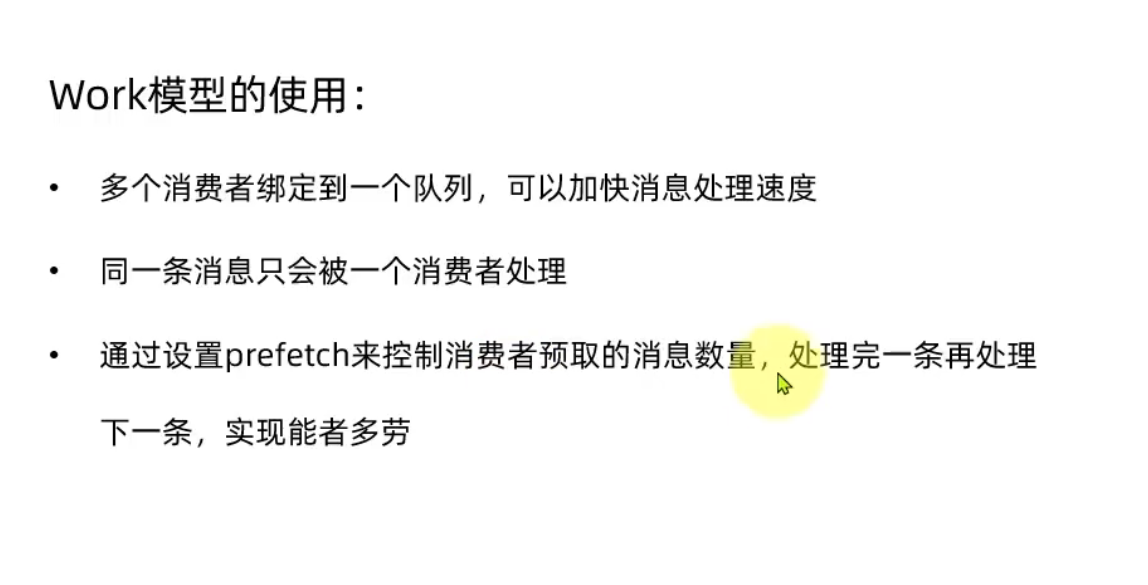 Work模型的使用：
• 多个消费者绑定到一个队列，可以加快消息处理速度
• 同一条消息只会被一个消费者处理
• 通过设置prefetch来控制消费者预取的消息数量，处理完一条再处理
下一条，实现能者多劳